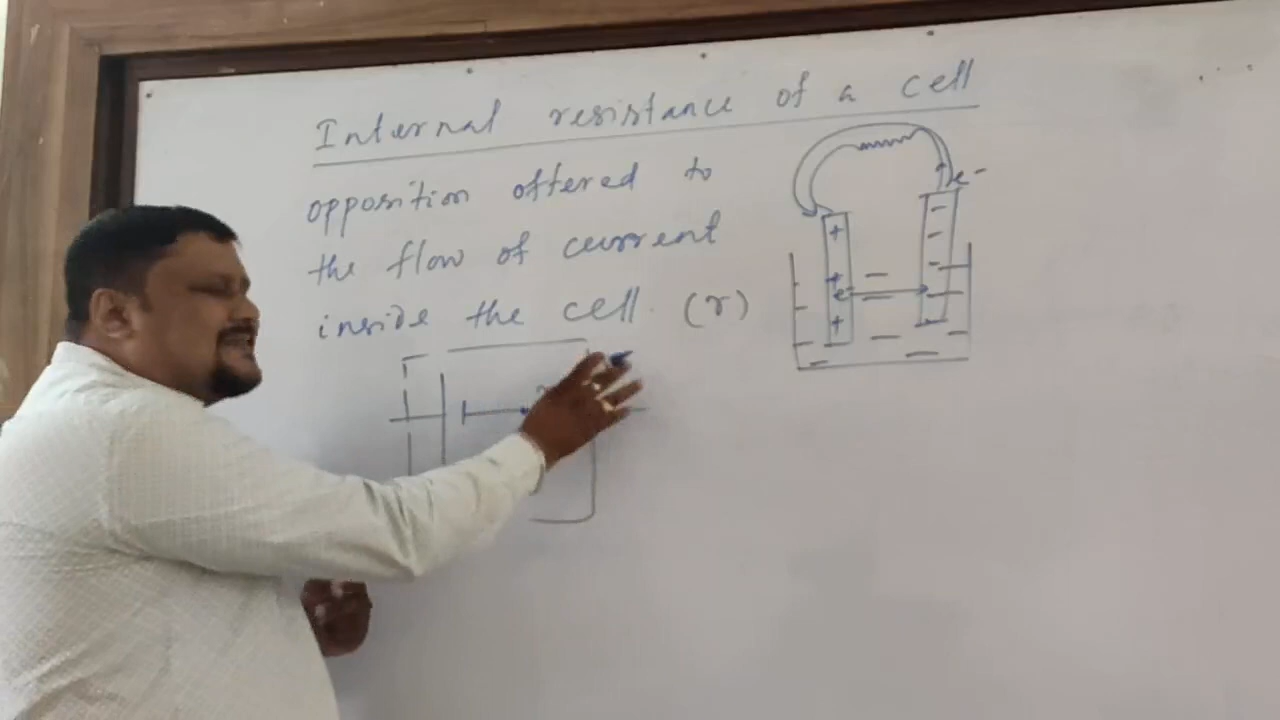 Internal resistance of a cell
opposition offered to
the flow of current
inside the cell. (r)
e-
+ -
+ -
e -
+ -